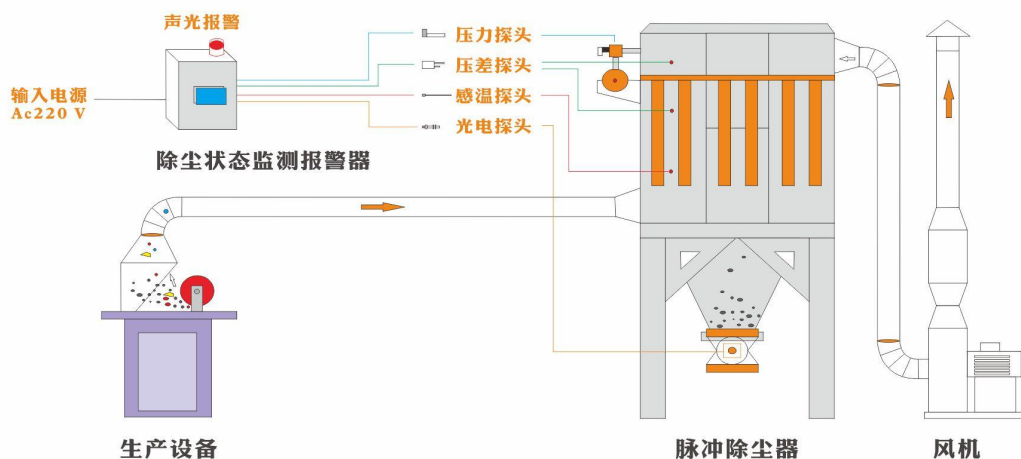 声光报警
输入电源
Ac220 V
压力探头
压差探头
感温探头
光电探头
除尘状态监测报警器
生产设备
脉冲除尘器
风机